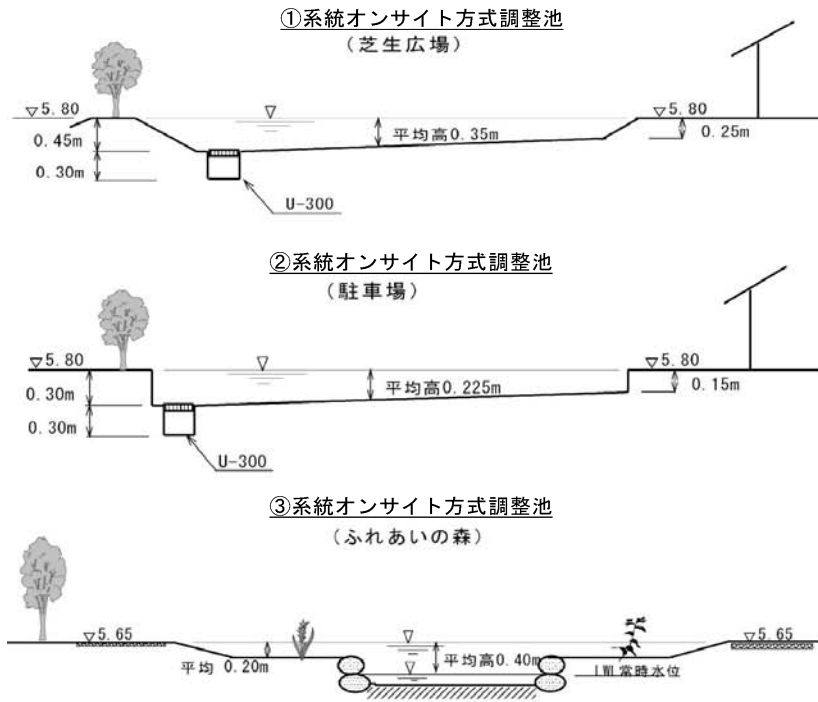 ①系統オンサイト方式調整池
(芝生広場)
▽5.80
▽
▽5.80
0.45m
平均高0.35m
0.25m
0.30m
U-300
②系統オンサイト方式調整池
(駐車場)
▽5.80
▽
▽5.80
0.30m
平均高0.225m
0.15m
0.30m
U-300
③系統オンサイト方式調整池
(ふれあいの森)
▽5.65
▽
▽5.65
平均 0.20m
▽
平均高0.40m
常時水位